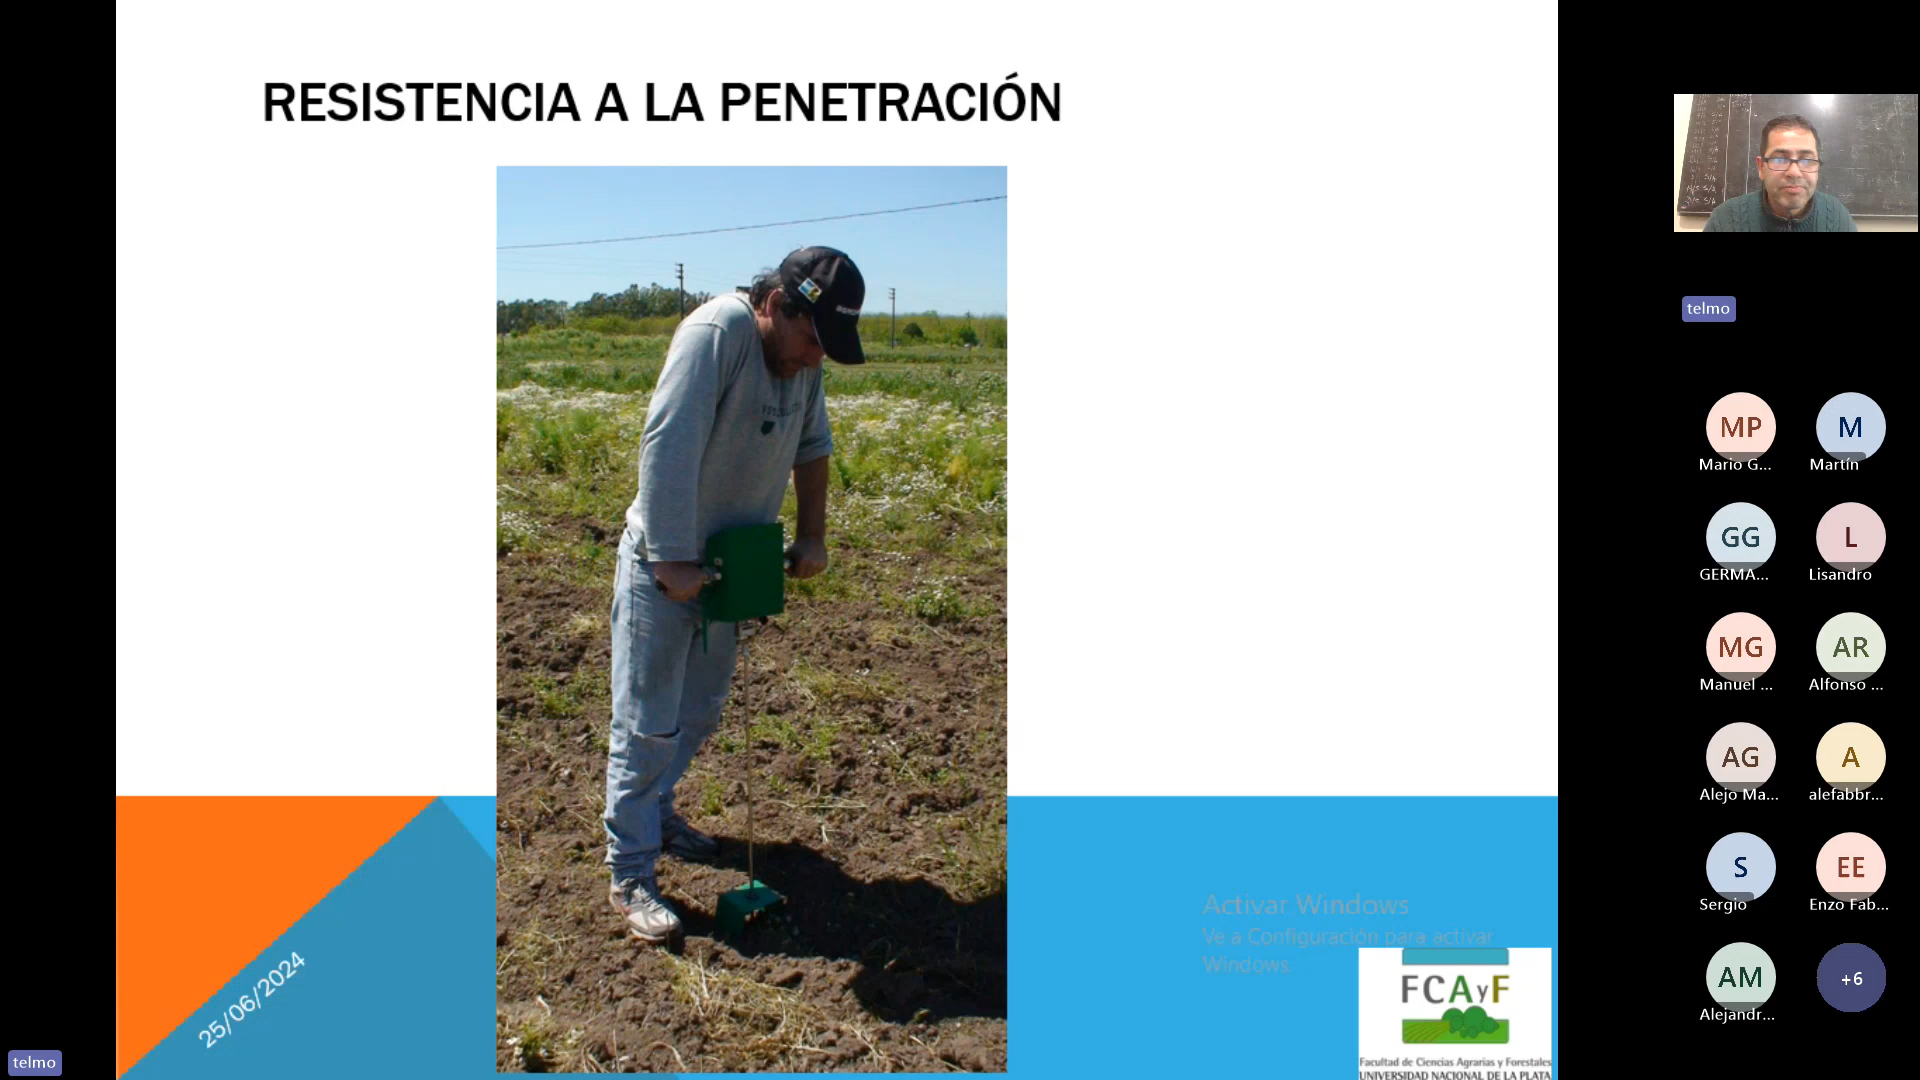 RESISTENCIA A LA PENETRACIÓN
25/06/2024
Activar Windows
Ve a Configuración para activar
Windows.
FCAyF
Facultad de Ciencias Agrarias y Forestales
UNIVERSIDAD NACIONAL DE LA PLATA
telmo
telmo
MP
Mario G...
M
Martín
GG
GERMA...
L
Lisandro
MG
Manuel ...
AR
Alfonso ...
AG
Alejo Ma...
A
alefabbr...
S
Sergio
EE
Enzo Fab...
AM
Alejandr...
+6